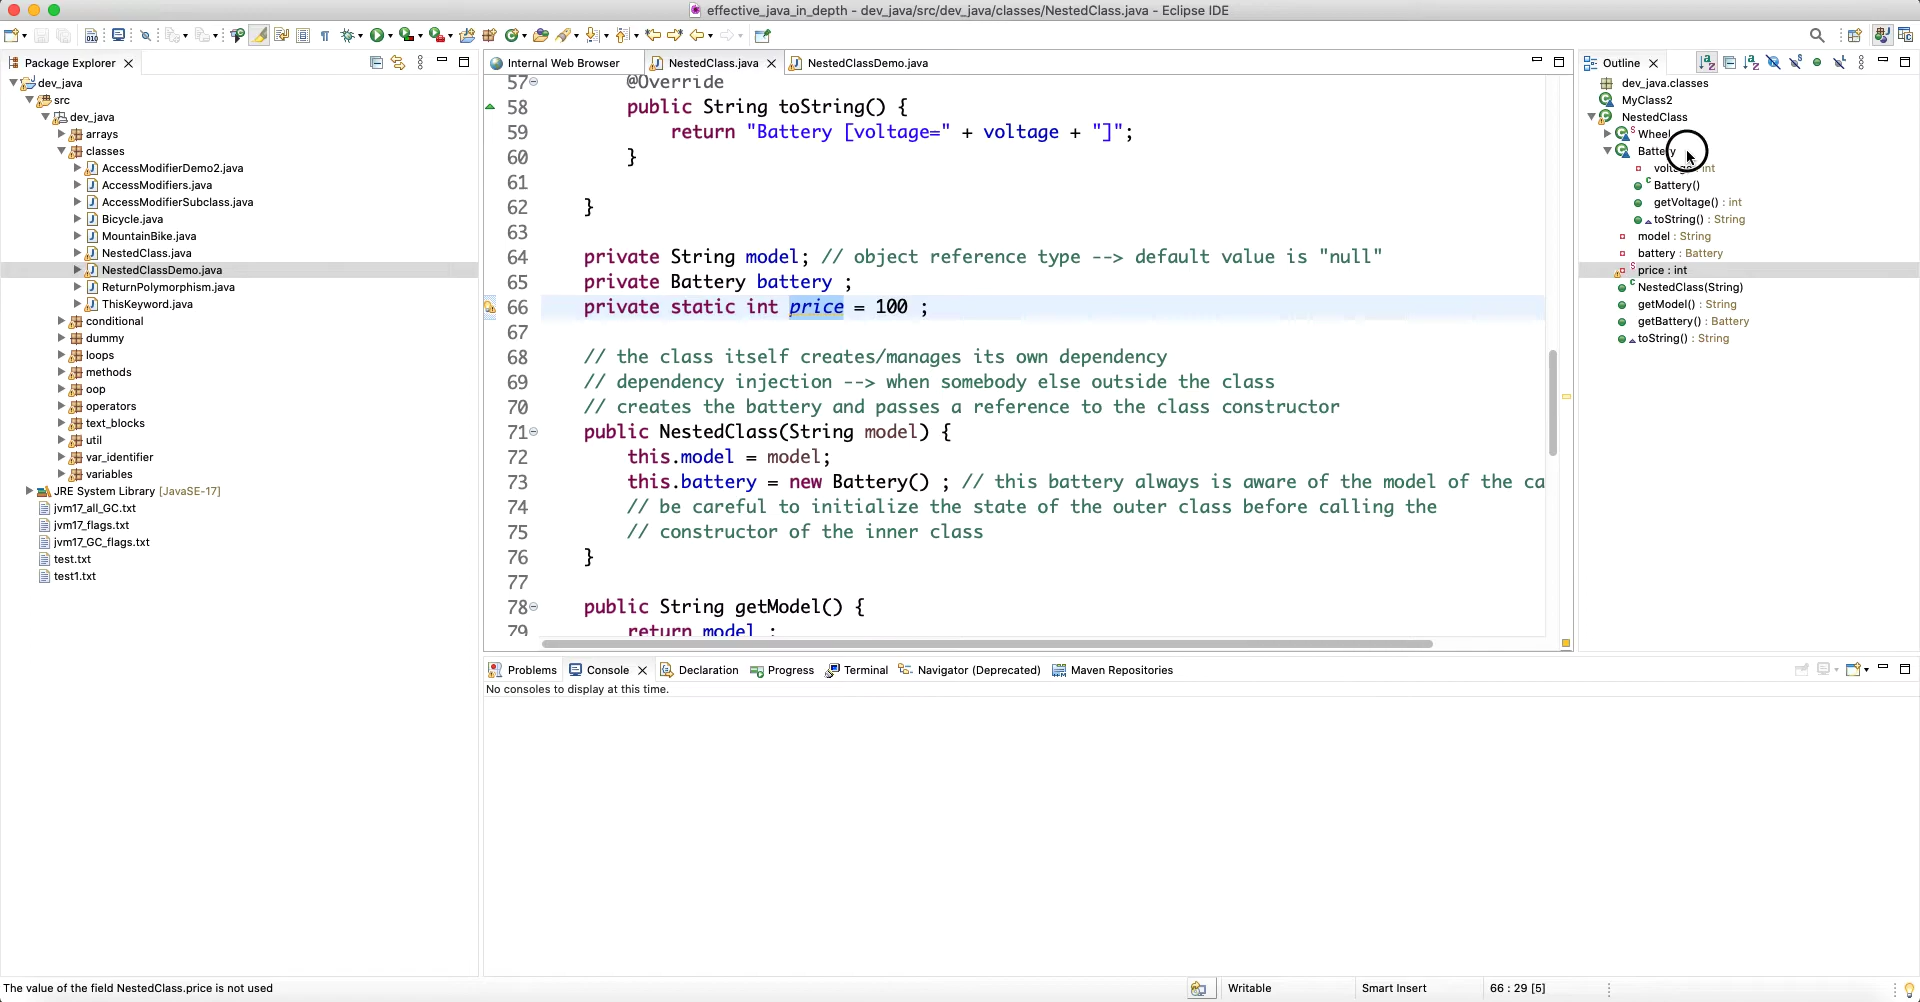 effective_java_in_depth - dev_java/src/dev_java/classes/NestedClass.java - Eclipse IDE
Package Explorer
dev_java
src
dev_java
arrays
classes
AccessModifierDemo2.java
AccessModifiers.java
AccessModifierSubclass.java
Bicycle.java
MountainBike.java
NestedClass.java
NestedClassDemo.java
ReturnPolymorphism.java
ThisKeyword.java
conditional
dummy
loops
methods
oop
operators
text_blocks
util
var_identifier
variables
JRE System Library [JavaSE-17]
jvm17_all_GC.txt
jvm17_flags.txt
jvm17_GC_flags.txt
test.txt
test1.txt
Internal Web Browser
NestedClass.java
NestedClassDemo.java
57 @Override
58 public String toString() {
59 return "Battery [voltage=" + voltage + "]";
60 }
61
62 }
63
64 private String model; // object reference type --> default value is "null"
65 private Battery battery ;
66 private static int price = 100 ;
67
68 // the class itself creates/manages its own dependency
69 // dependency injection --> when somebody else outside the class
70 // creates the battery and passes a reference to the class constructor
71 public NestedClass(String model) {
72 this.model = model;
73 this.battery = new Battery() ; // this battery always is aware of the model of the ca
74 // be careful to initialize the state of the outer class before calling the
75 // constructor of the inner class
76 }
77
78 public String getModel() {
79 return model ;
Outline
dev_java.classes
MyClass2
NestedClass
Wheel
Battery
int
Battery()
getVoltage() : int
toString() : String
model : String
battery : Battery
price : int
NestedClass(String)
getModel() : String
getBattery() : Battery
toString() : String
Problems
Console
Declaration
Progress
Terminal
Navigator (Deprecated)
Maven Repositories
No consoles to display at this time.
The value of the field NestedClass.price is not used
Writable
Smart Insert
66 : 29 [5]